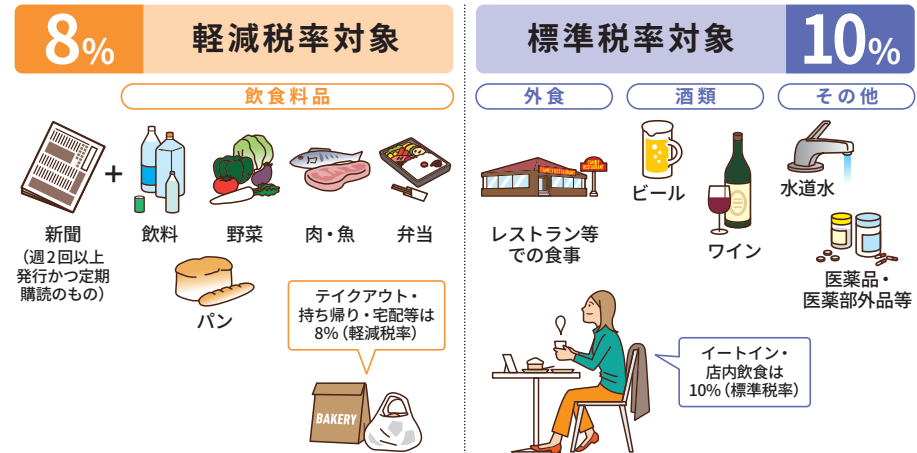 8%
軽減税率対象
飲食料品
新聞
（週2回以上
発行かつ定期
購読のもの）
+
飲料
野菜
肉・魚
弁当
パン
テイクアウト・
持ち帰り・宅配等は
8%（軽減税率）
BAKERY
標準税率対象
10%
外食
酒類
その他
FAMILY RESTAURANT
FAMILY
RESTAURANT
レストラン等
での食事
ビール
ワイン
水道水
医薬品・
医薬部外品等
イートイン・
店内飲食は
10%（標準税率）